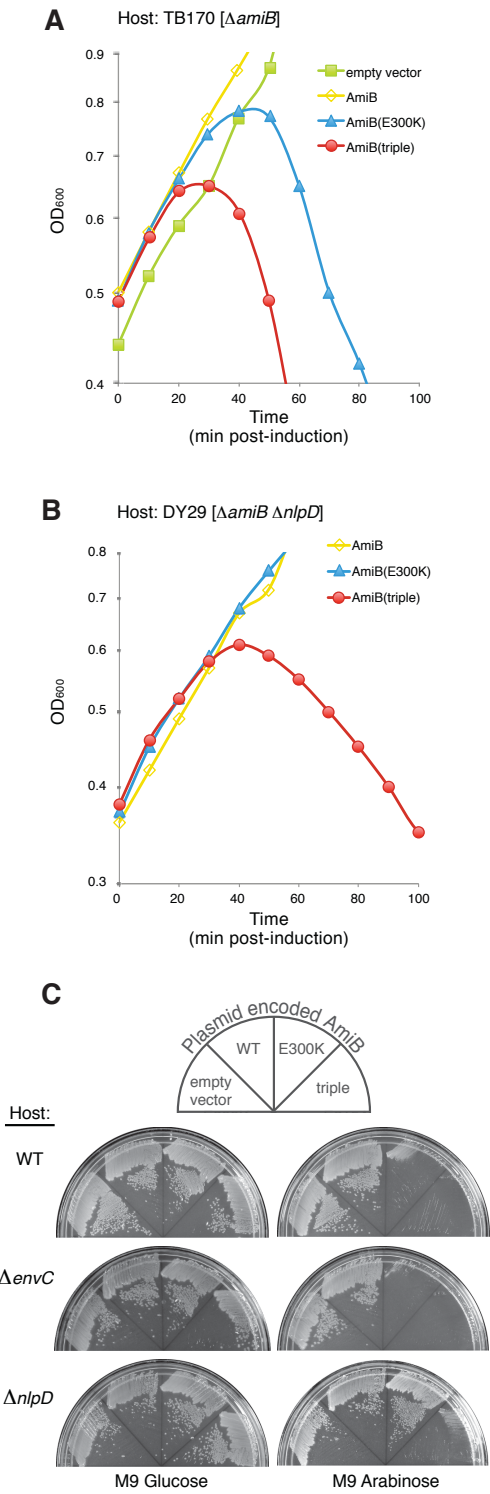 A
Host: TB170 [ΔamiB]
0.9
0.8
0.7
0.6
0.5
0.4
OD600
empty vector
AmiB
AmiB(E300K)
AmiB(triple)
0 20 40 60 80 100
Time
(min post-induction)
B
Host: DY29 [ΔamiB ΔnlpD]
0.8
0.7
0.6
0.5
0.4
0.3
OD600
AmiB
AmiB(E300K)
AmiB(triple)
0 20 40 60 80 100
Time
(min post-induction)
C
Plasmid encoded AmiB
WT E300K
empty
vector
triple
Host:
WT
ΔenvC
ΔnlpD
M9 Glucose M9 Arabinose